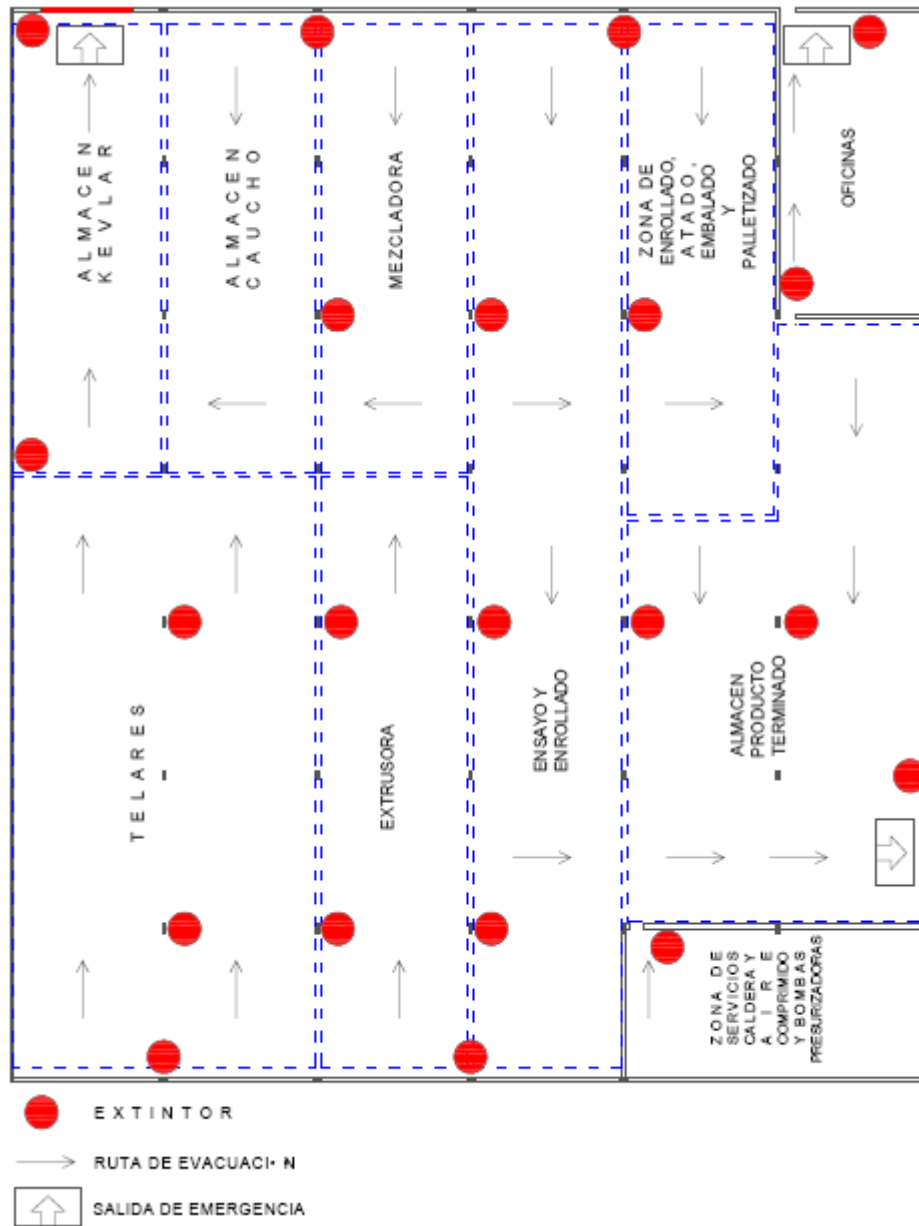 ALMACEN
KEVLAR
ALMACEN
CAUCHO
MEZCLADORA
ZONA DE
ENROLLADO,
ATADO,
EMBALADO
Y
PALLETIZADO
OFICINAS
TELARES
EXTRUSORA
ENSAYO Y
ENROLLADO
ALMACEN
PRODUCTO
TERMINADO
ZONA DE
SERVICIOS
CALDERA Y
AIRE
COMPRIMIDO
Y BOMBAS
PRESURIZADORAS
EXTINTOR
RUTA DE EVACUACI· N
SALIDA DE EMERGENCIA